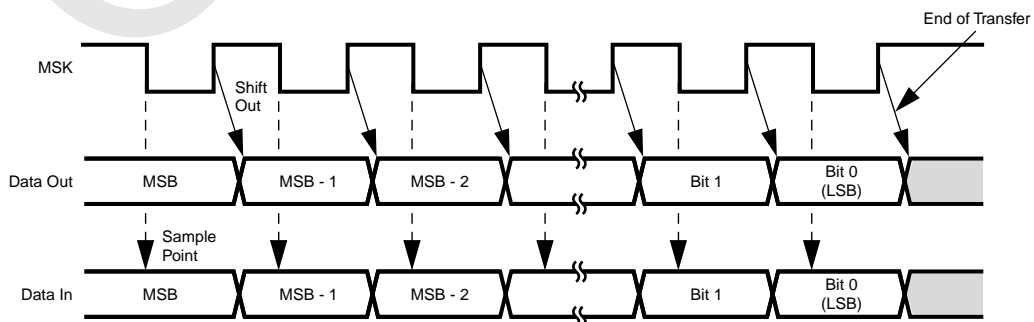 End of Transfer
MSK
Shift
Out
Data Out
MSB
MSB - 1
MSB - 2
Bit 1
Bit 0
(LSB)
Sample
Point
Data In
MSB
MSB - 1
MSB - 2
Bit 1
Bit 0
(LSB)